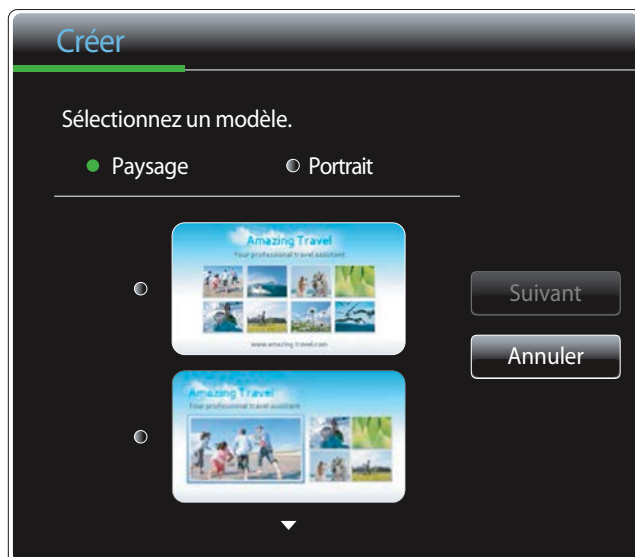 Créer
Sélectionnez un modèle.
Paysage
Portrait
Amazing Travel
Your professional travel assistant
www.amazing travel.com
Suivant
Annuler
Amazing Travel
Your professional travel assistant